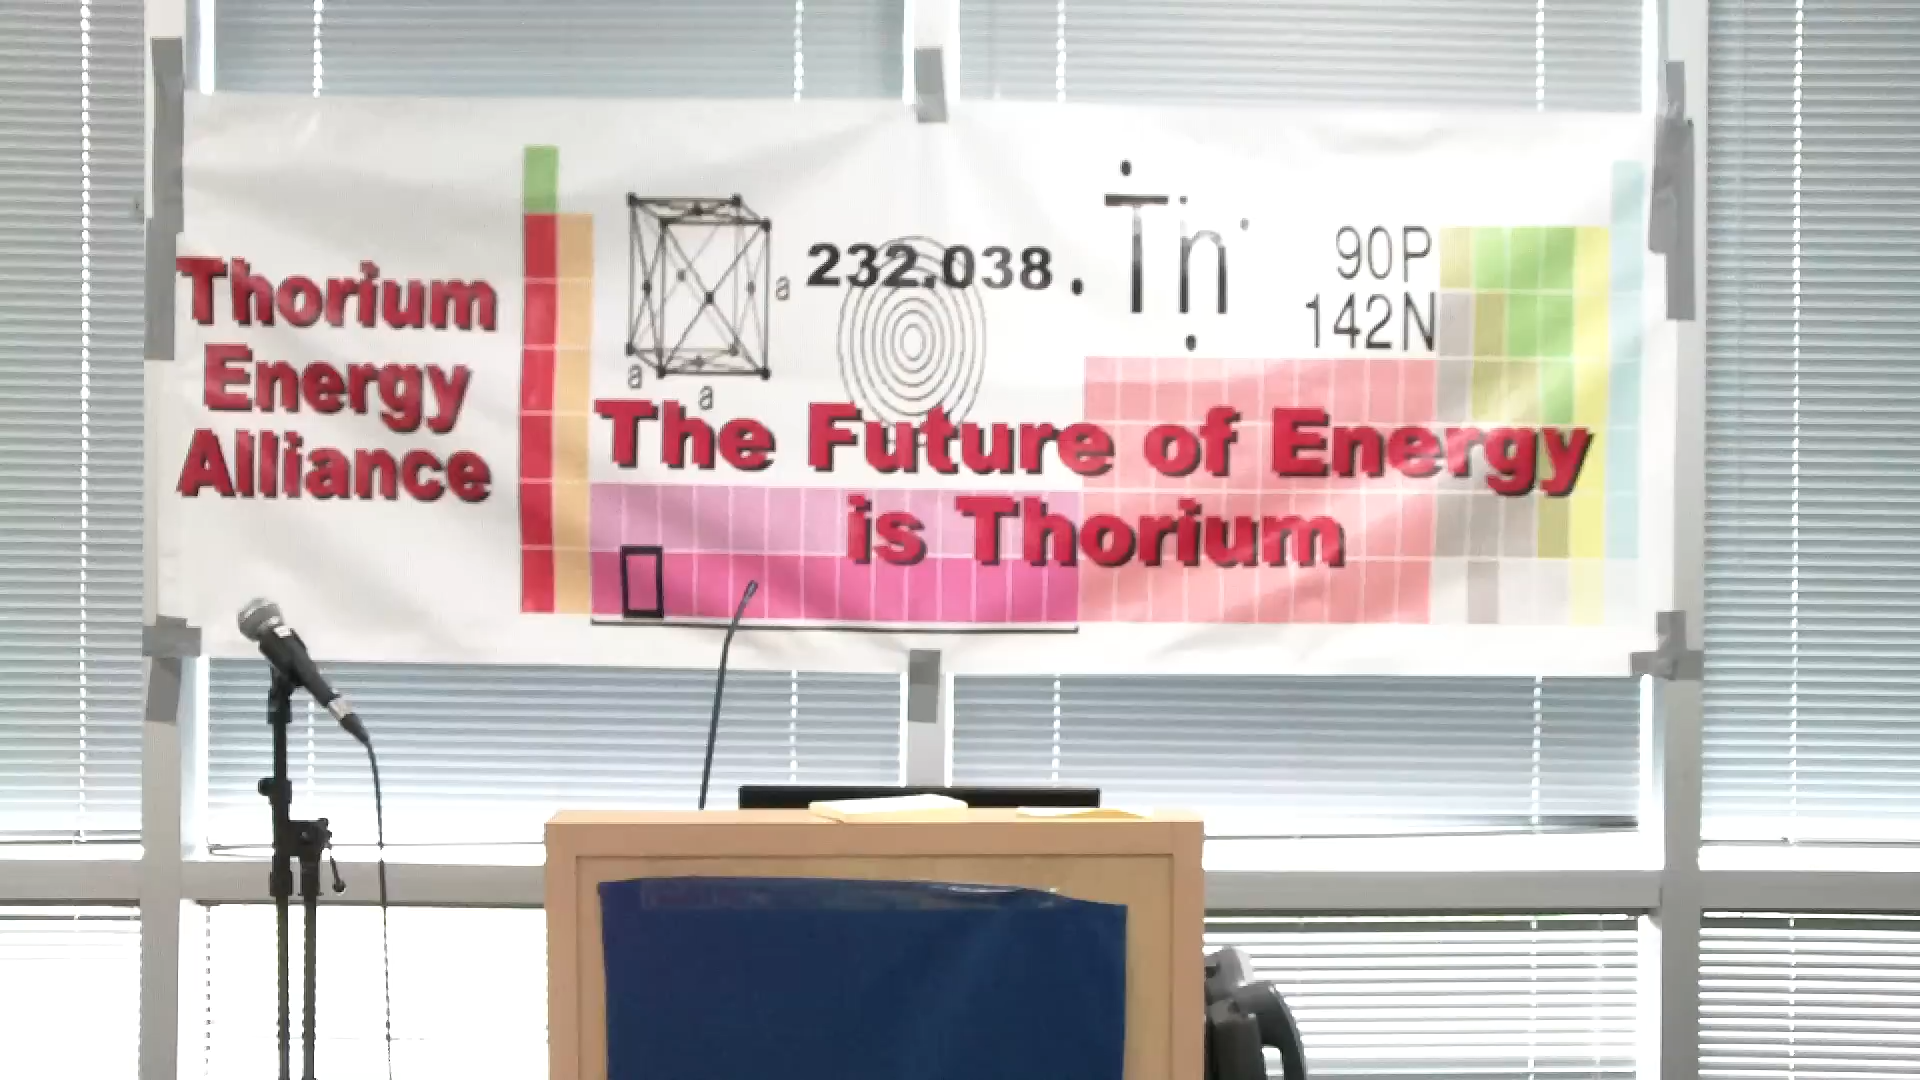 Thorium
Energy
Alliance
a
a
a
232.038
Th
90P
142N
The Future of Energy
is Thorium